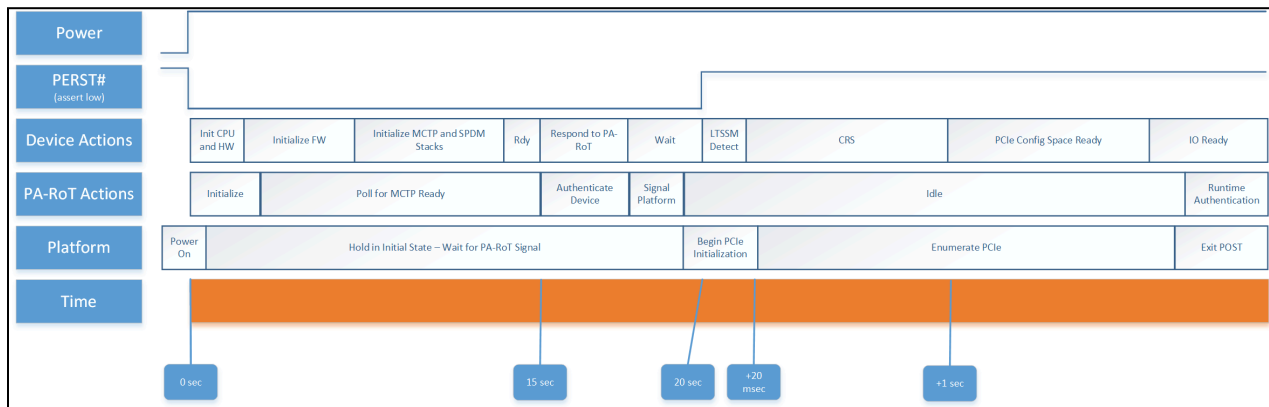 Power
PERST#
(assert low)
Device Actions
Init CPU
and HW
Initialize FW
Initialize MCTP and SPDM
Stacks
Rdy
Respond to PA-
RoT
Wait
LTSSM
Detect
CRS
PCIe Config Space Ready
IO Ready
PA-RoT Actions
Initialize
Poll for MCTP Ready
Authenticate
Device
Signal
Platform
Idle
Runtime
Authentication
Platform
Power
On
Hold in Initial State – Wait for PA-RoT Signal
Begin PCIe
Initialization
Enumerate PCIe
Exit POST
Time
0 sec
15 sec
20 sec
+20
msec
+1 sec